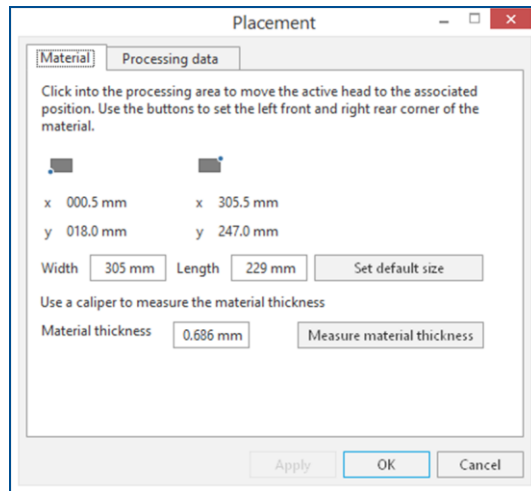 Placement
Material Processing data
Click into the processing area to move the active head to the associated
position. Use the buttons to set the left front and right rear corner of the
material.
x 000.5 mm x 305.5 mm
y 018.0 mm y 247.0 mm
Width 305 mm Length 229 mm Set default size
Use a caliper to measure the material thickness
Material thickness 0.686 mm Measure material thickness
Apply OK Cancel